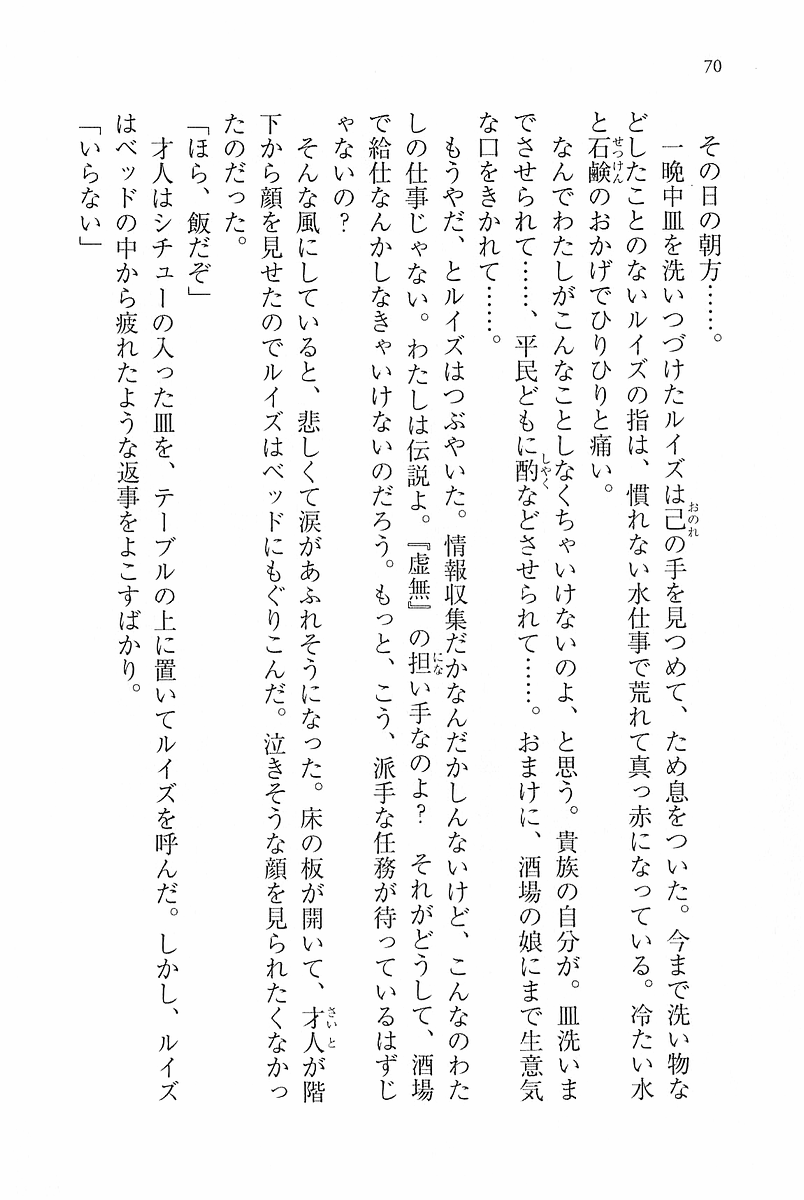 70
その日の朝方……。
一晩中皿を洗いつづけたルイズは己の手を見つめて、ため息をついた。今まで洗い物な
どしたことのないルイズの指は、慣れない水仕事で荒れて真っ赤になっている。冷たい水
と石鹸のおかげでひりひりと痛い。
なんでわたしがこんなことしなくちゃいけないのよ、と思う。貴族の自分が。皿洗いま
でさせられて……、平民どもに酌などさせられて……。おまけに、酒場の娘にまで生意気
な口をきかれて……。
もうやだ、とルイズはつぶやいた。情報収集だかなんだかしんないけど、こんなのわた
しの仕事じゃない。わたしは伝説よ。『虚無』の担い手なのよ？　それがどうして、酒場
で給仕なんかしなきゃいけないのだろう。もっと、こう、派手な任務が待っているはずじ
ゃないの？
そんな風にしていると、悲しくて涙があふれそうになった。床の板が開いて、才人が階
下から顔を見せたのでルイズはベッドにもぐりこんだ。泣きそうな顔を見られたくなかっ
たのだった。
「ほら、飯だぞ」
才人はシチューの入った皿を、テーブルの上に置いてルイズを呼んだ。しかし、ルイズ
はベッドの中から疲れたような返事をよこすばかり。
「いらない」